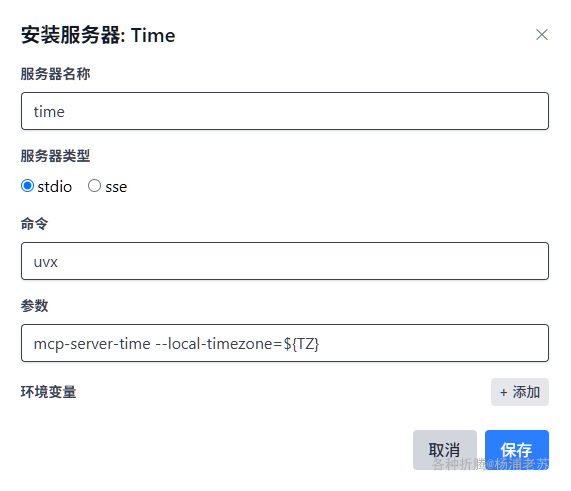 安装服务器: Time
服务器名称
time
服务器类型
stdio sse
命令
uvx
参数
mcp-server-time --local-timezone=${TZ}
环境变量 + 添加
取消 保存
各种折腾@杨浦老苏